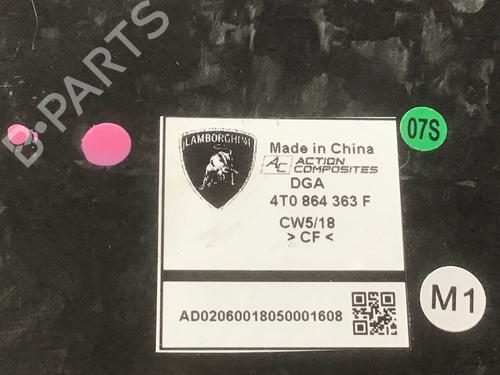 B-PARTS
07S
LAMBORGHINI
Made in China
AC ACTION COMPOSITES
DGA
4T0 864 363 F
CW5/18
> CF <
AD02060018050001608
M1